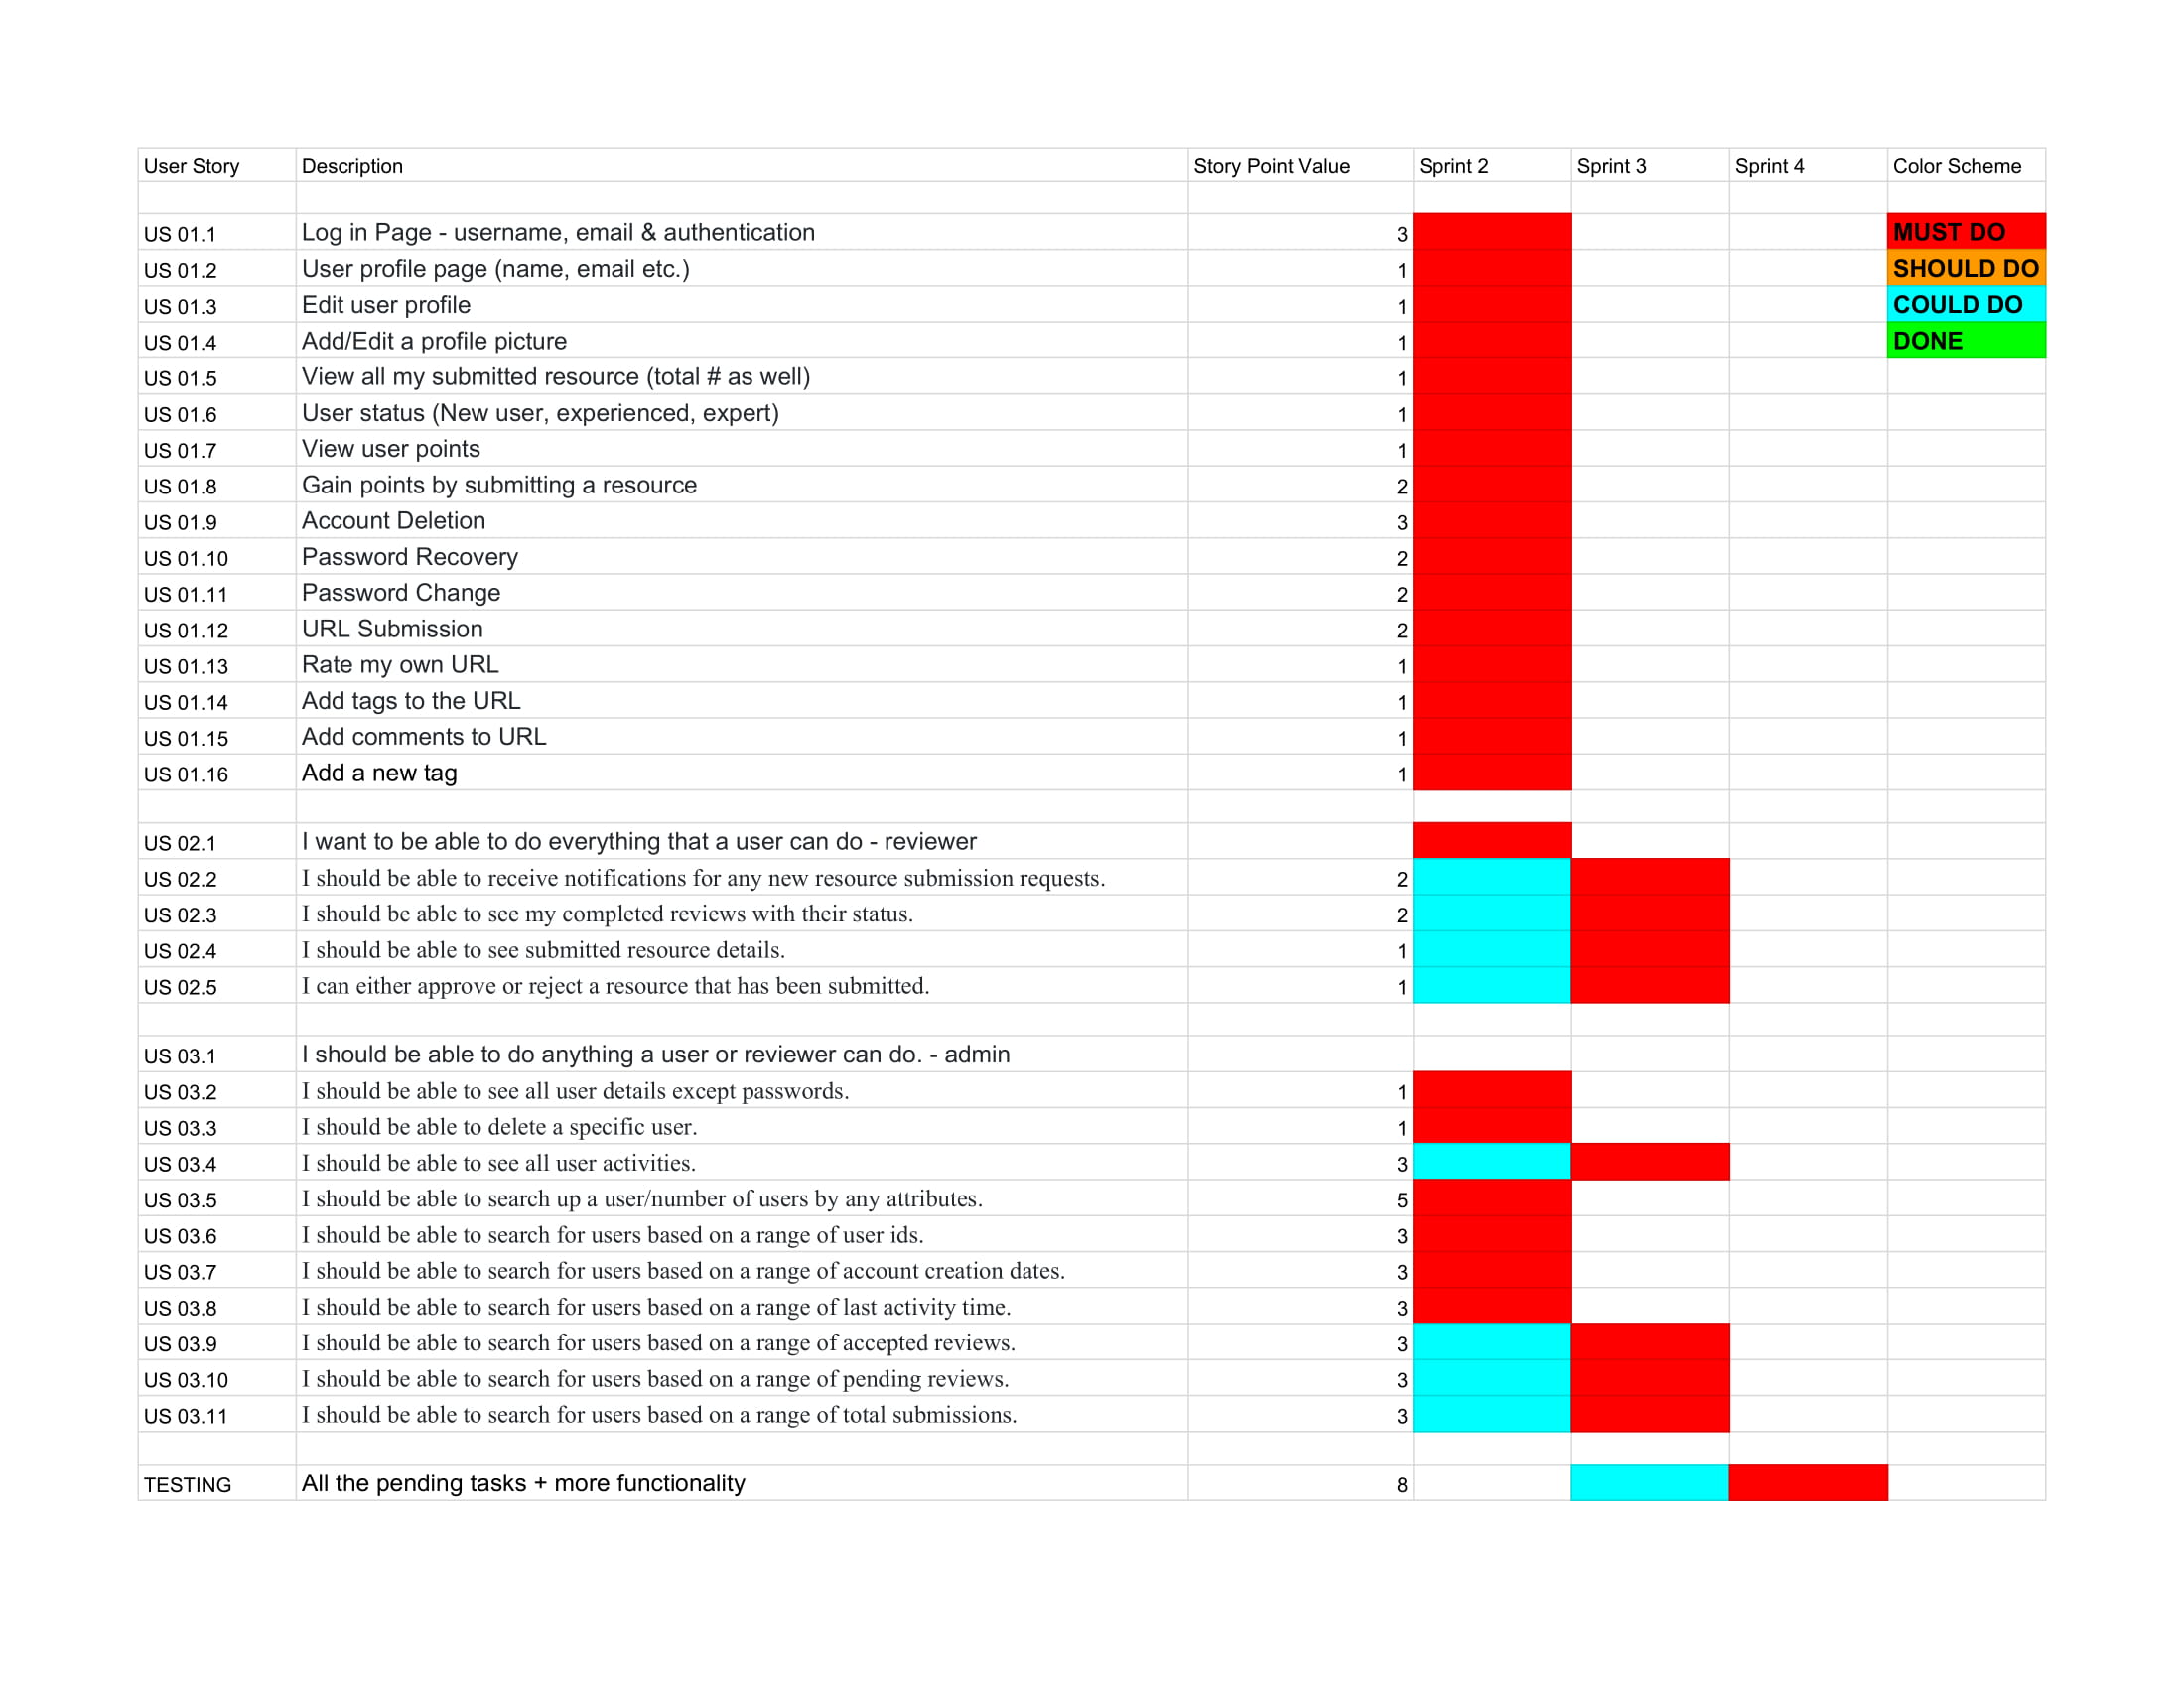 User Story Description Story Point Value Sprint 2 Sprint 3 Sprint 4 Color Scheme
US 01.1 Log in Page - username, email & authentication 3 MUST DO
US 01.2 User profile page (name, email etc.) 1 SHOULD DO
US 01.3 Edit user profile 1 COULD DO
US 01.4 Add/Edit a profile picture 1 DONE
US 01.5 View all my submitted resource (total # as well) 1
US 01.6 User status (New user, experienced, expert) 1
US 01.7 View user points 1
US 01.8 Gain points by submitting a resource 2
US 01.9 Account Deletion 3
US 01.10 Password Recovery 2
US 01.11 Password Change 2
US 01.12 URL Submission 2
US 01.13 Rate my own URL 1
US 01.14 Add tags to the URL 1
US 01.15 Add comments to URL 1
US 01.16 Add a new tag 1
US 02.1 I want to be able to do everything that a user can do - reviewer
US 02.2 I should be able to receive notifications for any new resource submission requests. 2
US 02.3 I should be able to see my completed reviews with their status. 2
US 02.4 I should be able to see submitted resource details. 1
US 02.5 I can either approve or reject a resource that has been submitted. 1
US 03.1 I should be able to do anything a user or reviewer can do. - admin
US 03.2 I should be able to see all user details except passwords. 1
US 03.3 I should be able to delete a specific user. 1
US 03.4 I should be able to see all user activities. 3
US 03.5 I should be able to search up a user/number of users by any attributes. 5
US 03.6 I should be able to search for users based on a range of user ids. 3
US 03.7 I should be able to search for users based on a range of account creation dates. 3
US 03.8 I should be able to search for users based on a range of last activity time. 3
US 03.9 I should be able to search for users based on a range of accepted reviews. 3
US 03.10 I should be able to search for users based on a range of pending reviews. 3
US 03.11 I should be able to search for users based on a range of total submissions. 3
TESTING All the pending tasks + more functionality 8